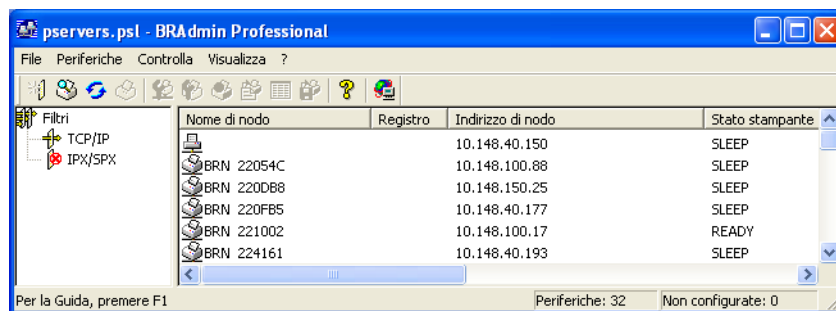 pservers.psl - BRAdmin Professional
File Periferiche Controlla Visualizza ?
Filtri
TCP/IP
IPX/SPX
Nome di nodo Registro Indirizzo di nodo Stato stampante
10.148.40.150 SLEEP
BRN 22054C 10.148.100.88 SLEEP
BRN 220DB8 10.148.150.25 SLEEP
BRN 220FB5 10.148.40.177 SLEEP
BRN 221002 10.148.100.17 READY
BRN 224161 10.148.40.193 SLEEP
Per la Guida, premere F1 Periferiche: 32 Non configurate: 0